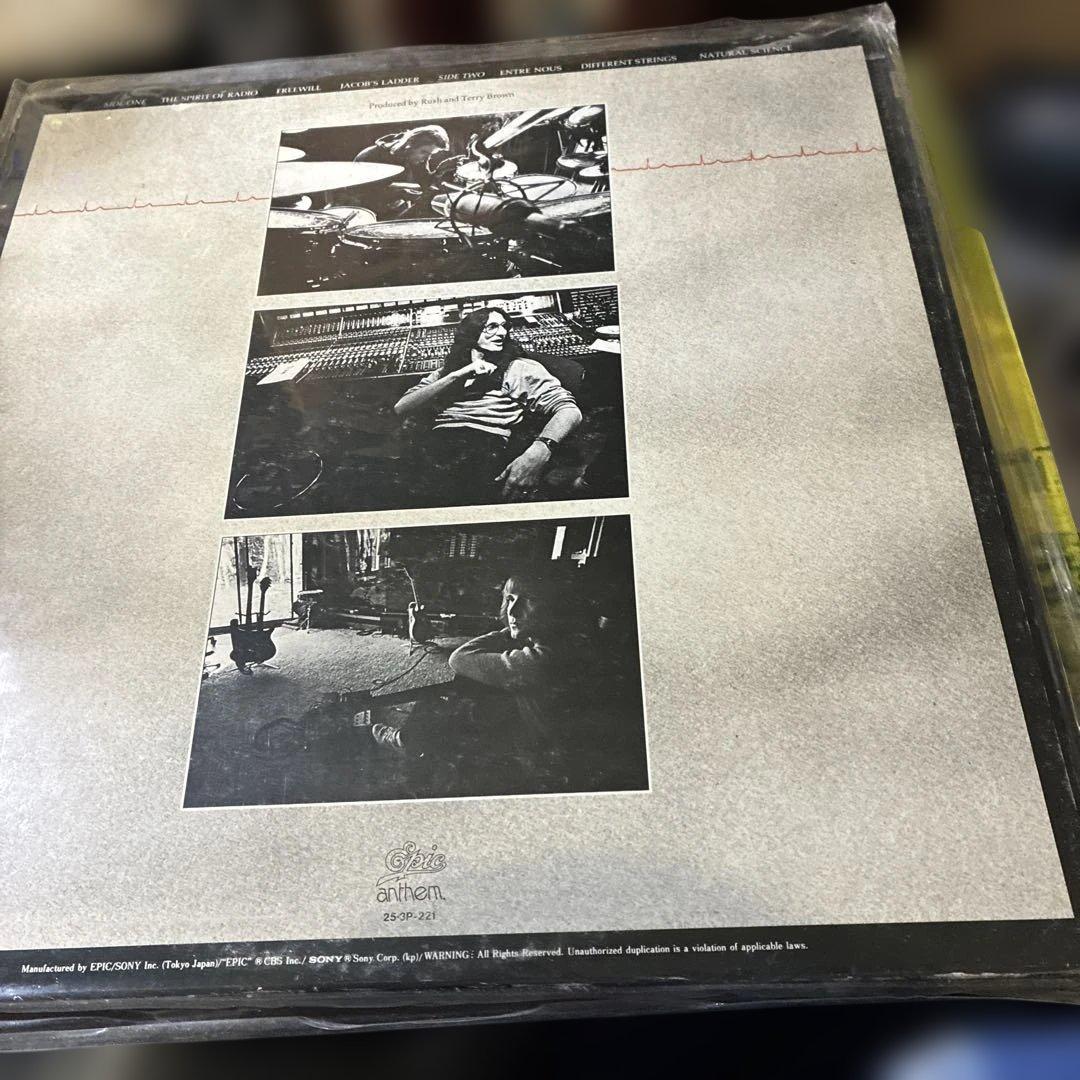 SIDE ONE THE SPIRIT OF RADIO FREEWILL JACOB'S LADDER SIDE TWO ENTRE NOUS DIFFERENT STRINGS NATURAL SCIENCE
Produced by Rush and Terry Brown
Epic
anthem.
25·3P-221
Manufactured by EPIC/SONY Inc. (Tokyo Japan)/"EPIC" ® CBS Inc./ SONY ® Sony. Corp. (kp)/ WARNING: All Rights Reserved. Unauthorized duplication is a violation of applicable laws.